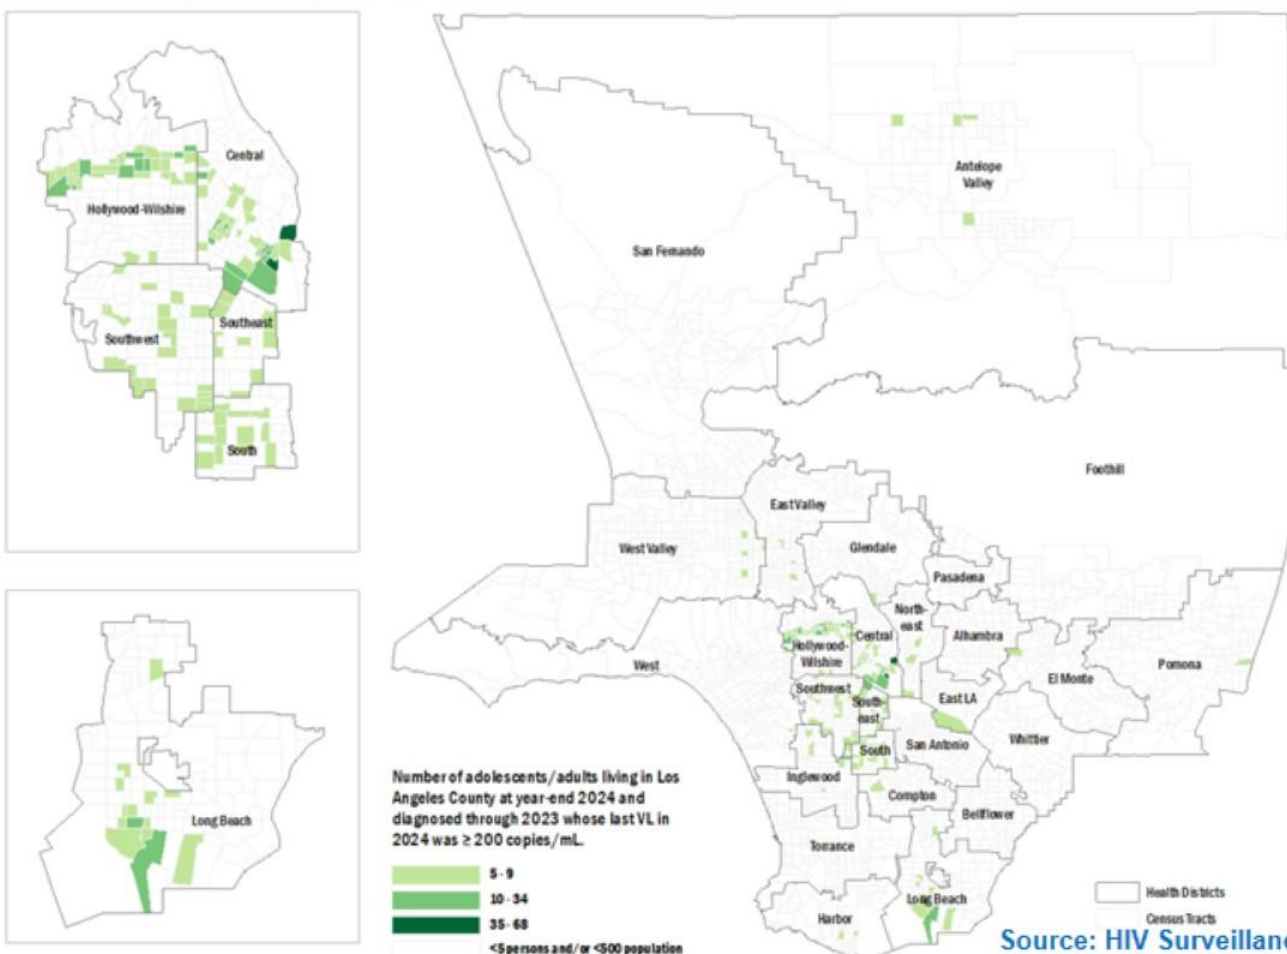 Central
Hollywood-Wilshire
Southwest
Southeast
South
Long Beach
Antelope
Valley
San Fernando
Foothill
East Valley
West Valley
Glendale
Pasadena
North-
east
Alhambra
Central
Hollywood-
Wilshire
West
El Monte
Pomona
Southwest
South-
east
East LA
Whittier
San Antonio
South
Inglewood
Compton
Bellflower
Torrance
Long Beach
Harbor
Number of adolescents/adults living in Los
Angeles County at year-end 2024 and
diagnosed through 2023 whose last VL in
2024 was ≥ 200 copies/mL.
5 - 9
10 - 34
35 - 68
<5persons and/or <500 population
Health Districts
Census Tracts
Source: HIV Surveillanc